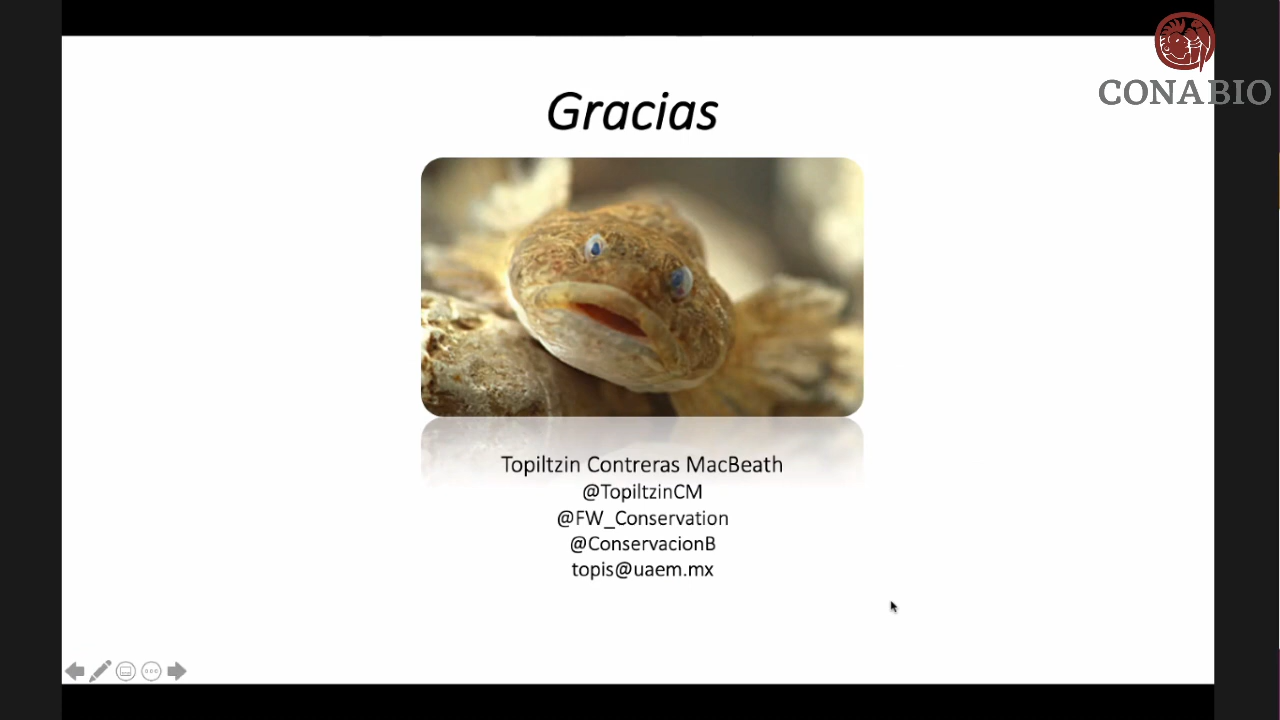 CONABIO
Gracias
Topiltzin Contreras MacBeath
@TopiltzinCM
@FW_Conservation
@ConservacionB
topis@uaem.mx